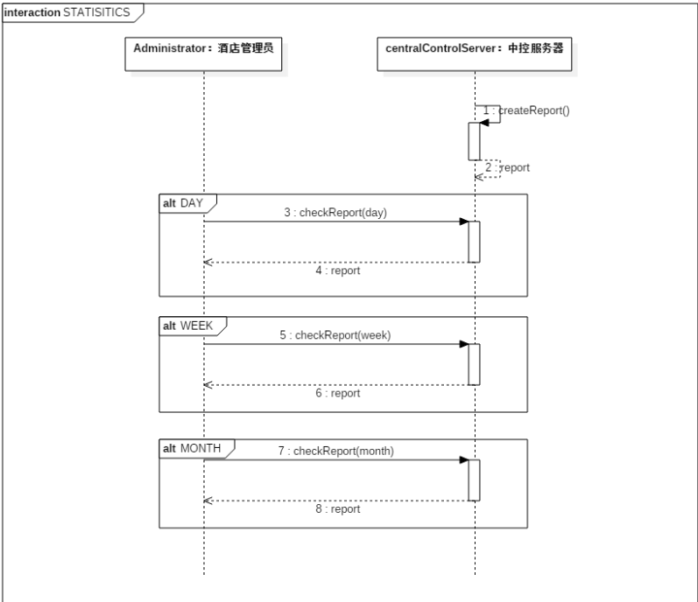 interaction STATISITICS
Administrator：酒店管理员
centralControlServer：中控服务器
1 : createReport()
2 : report
alt DAY
3 : checkReport(day)
4 : report
alt WEEK
5 : checkReport(week)
6 : report
alt MONTH
7 : checkReport(month)
8 : report